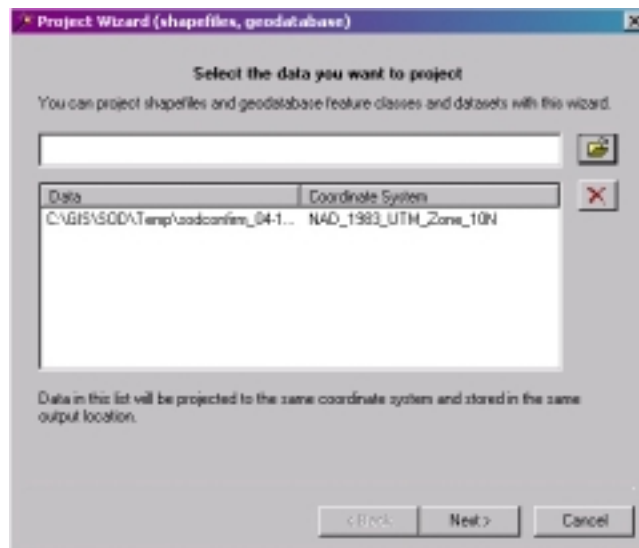 Project Wizard (shapefiles, geodatabase)
Select the data you want to project
You can project shapefiles and geodatabase feature classes and datasets with this wizard.
Data Coordinate System
C:\GIS\SOD\Temp\sodconfirm_04-1... NAD_1983_UTM_Zone_10N
Data in this list will be projected to the same coordinate system and stored in the same
output location.
< Back Next > Cancel